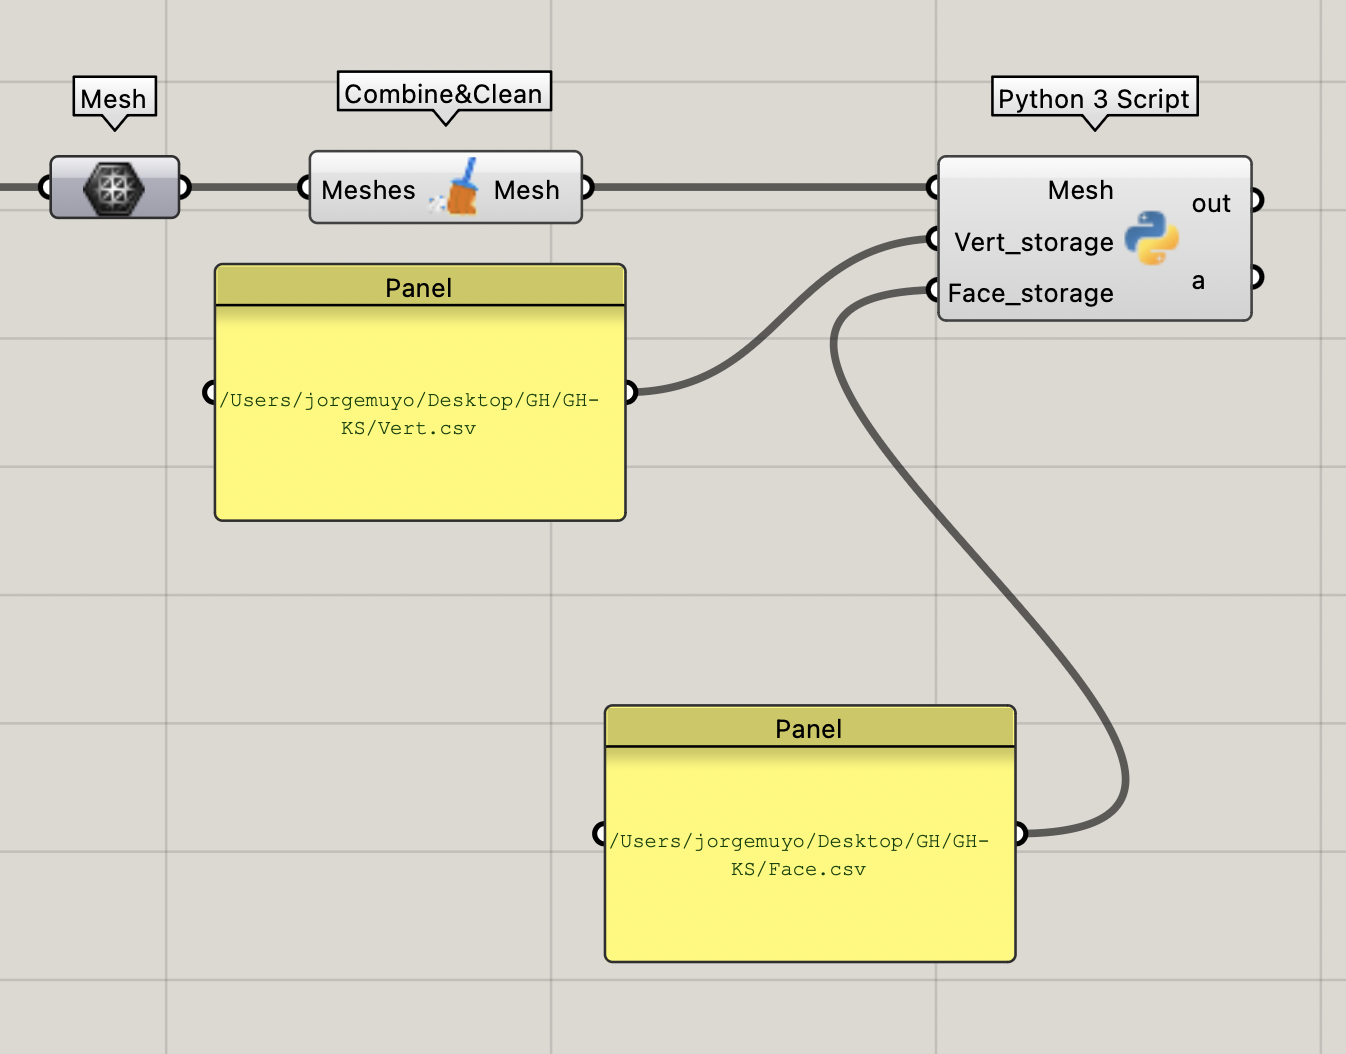 Mesh
Combine&Clean
Python 3 Script
Meshes
Mesh
Mesh
Vert_storage
Face_storage
out
a
Panel
/Users/jorgemuyo/Desktop/GH/GH-
KS/Vert.csv
Panel
/Users/jorgemuyo/Desktop/GH/GH-
KS/Face.csv